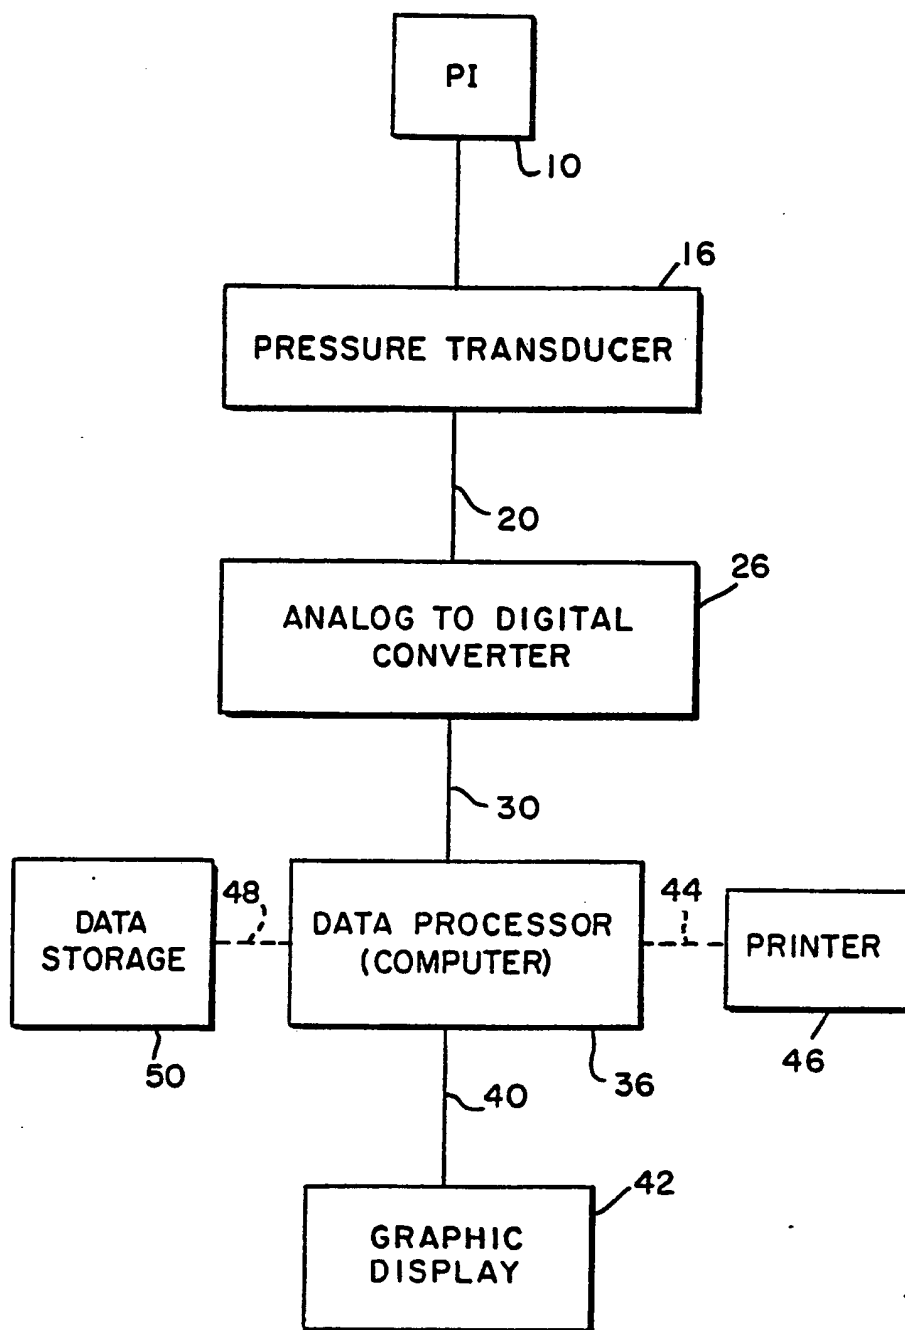 PI
10
16
PRESSURE TRANSDUCER
20
26
ANALOG TO DIGITAL
CONVERTER
30
DATA
STORAGE
50
48
DATA PROCESSOR
(COMPUTER)
36
44
PRINTER
46
40
42
GRAPHIC
DISPLAY